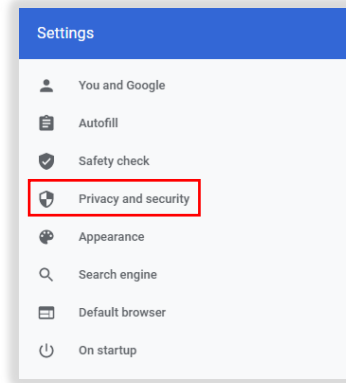 Settings
You and Google
Autofill
Safety check
Privacy and security
Appearance
Search engine
Default browser
On startup